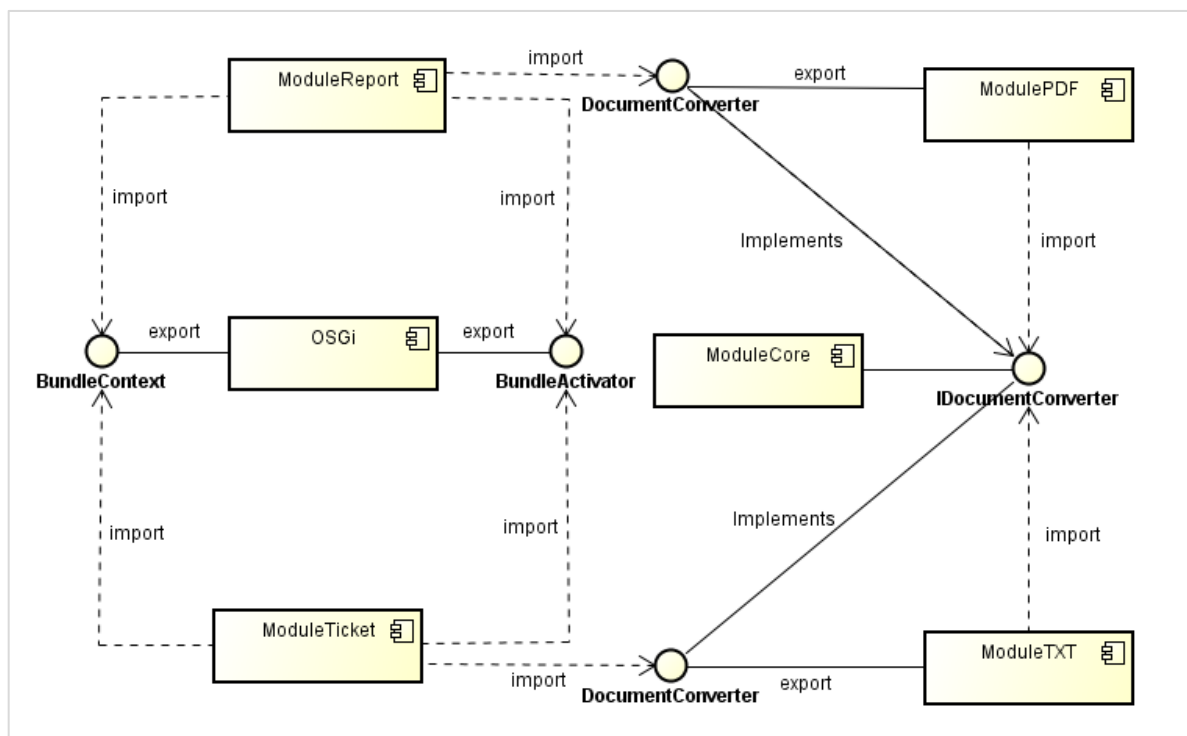 ModuleReport
import
DocumentConverter
export
ModulePDF
import
import
Implements
import
BundleContext
export
OSGi
export
BundleActivator
ModuleCore
IDocumentConverter
import
import
Implements
import
ModuleTicket
import
DocumentConverter
export
ModuleTXT